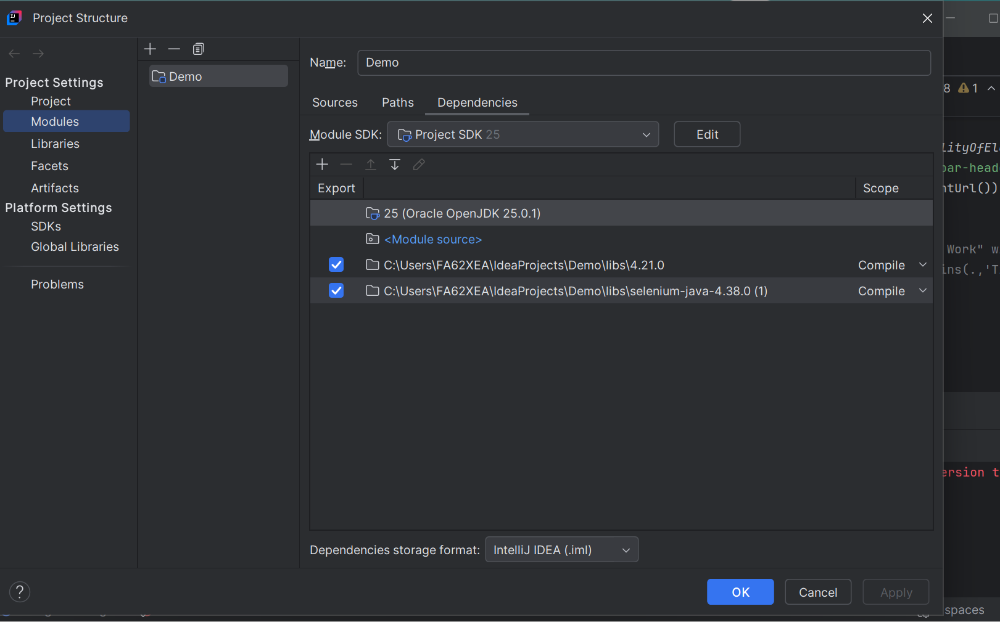 Project Structure
Project Settings
Project
Modules
Libraries
Facets
Artifacts
Platform Settings
SDKs
Global Libraries
Problems
Demo
Name: Demo
Sources Paths Dependencies
Module SDK: Project SDK 25 Edit
Export Scope
25 (Oracle OpenJDK 25.0.1)
<Module source>
C:\Users\FA62XEA\IdeaProjects\Demo\libs\4.21.0 Compile
C:\Users\FA62XEA\IdeaProjects\Demo\libs\selenium-java-4.38.0 (1) Compile
Dependencies storage format: IntelliJ IDEA (.iml)
? OK Cancel Apply
8 1
lityOfEl
bar-head
ntUrl())
Work" w
ins(.,'T
ersion t
spaces